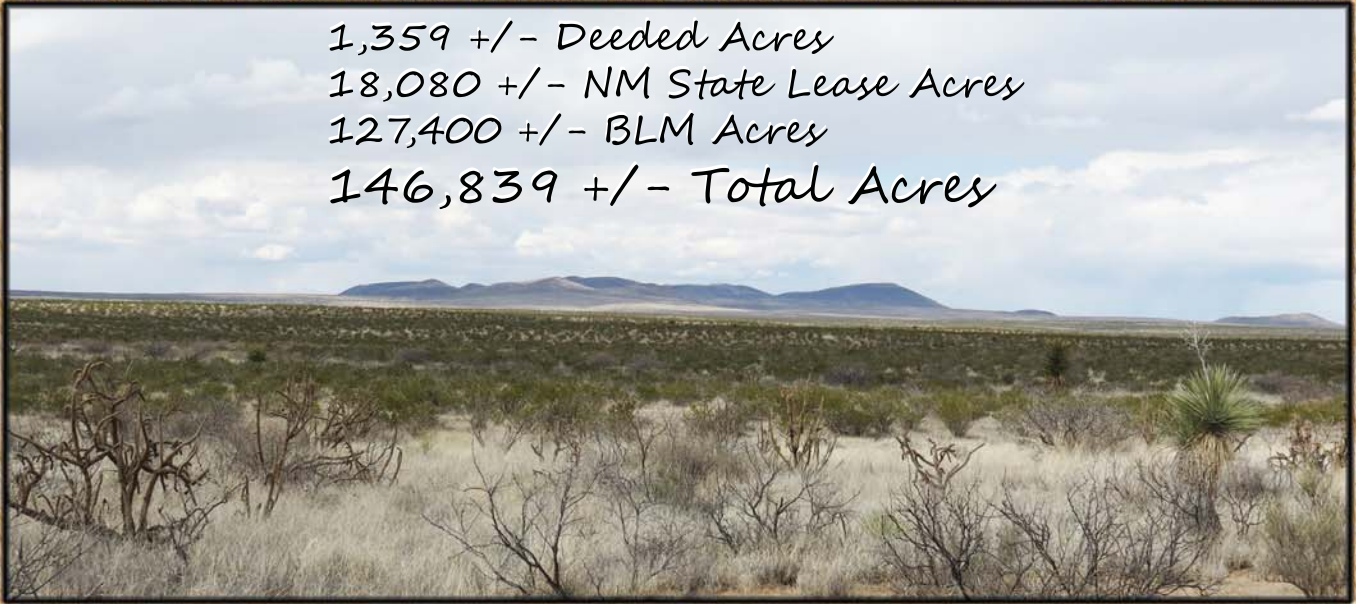 1,359 +/- Deeded Acres
18,080 +/- NM State Lease Acres
127,400 +/- BLM Acres
146,839 +/- Total Acres